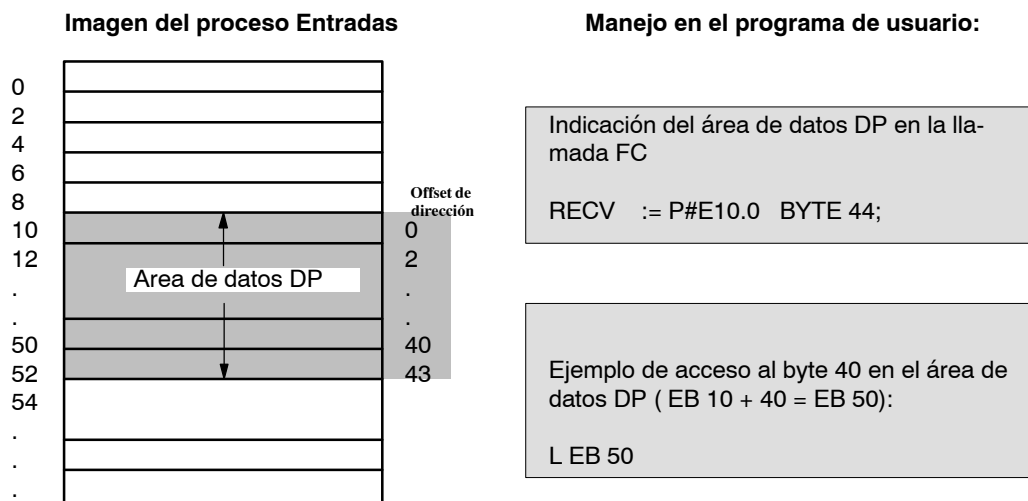 Imagen del proceso Entradas
0
2
4
6
8
10
12
.
.
50
52
54
.
.
.
Area de datos DP
Offset de
dirección
0
2
.
.
40
43
Manejo en el programa de usuario:
Indicación del área de datos DP en la lla-
mada FC
RECV := P#E10.0 BYTE 44;
Ejemplo de acceso al byte 40 en el área de
datos DP ( EB 10 + 40 = EB 50):
L EB 50